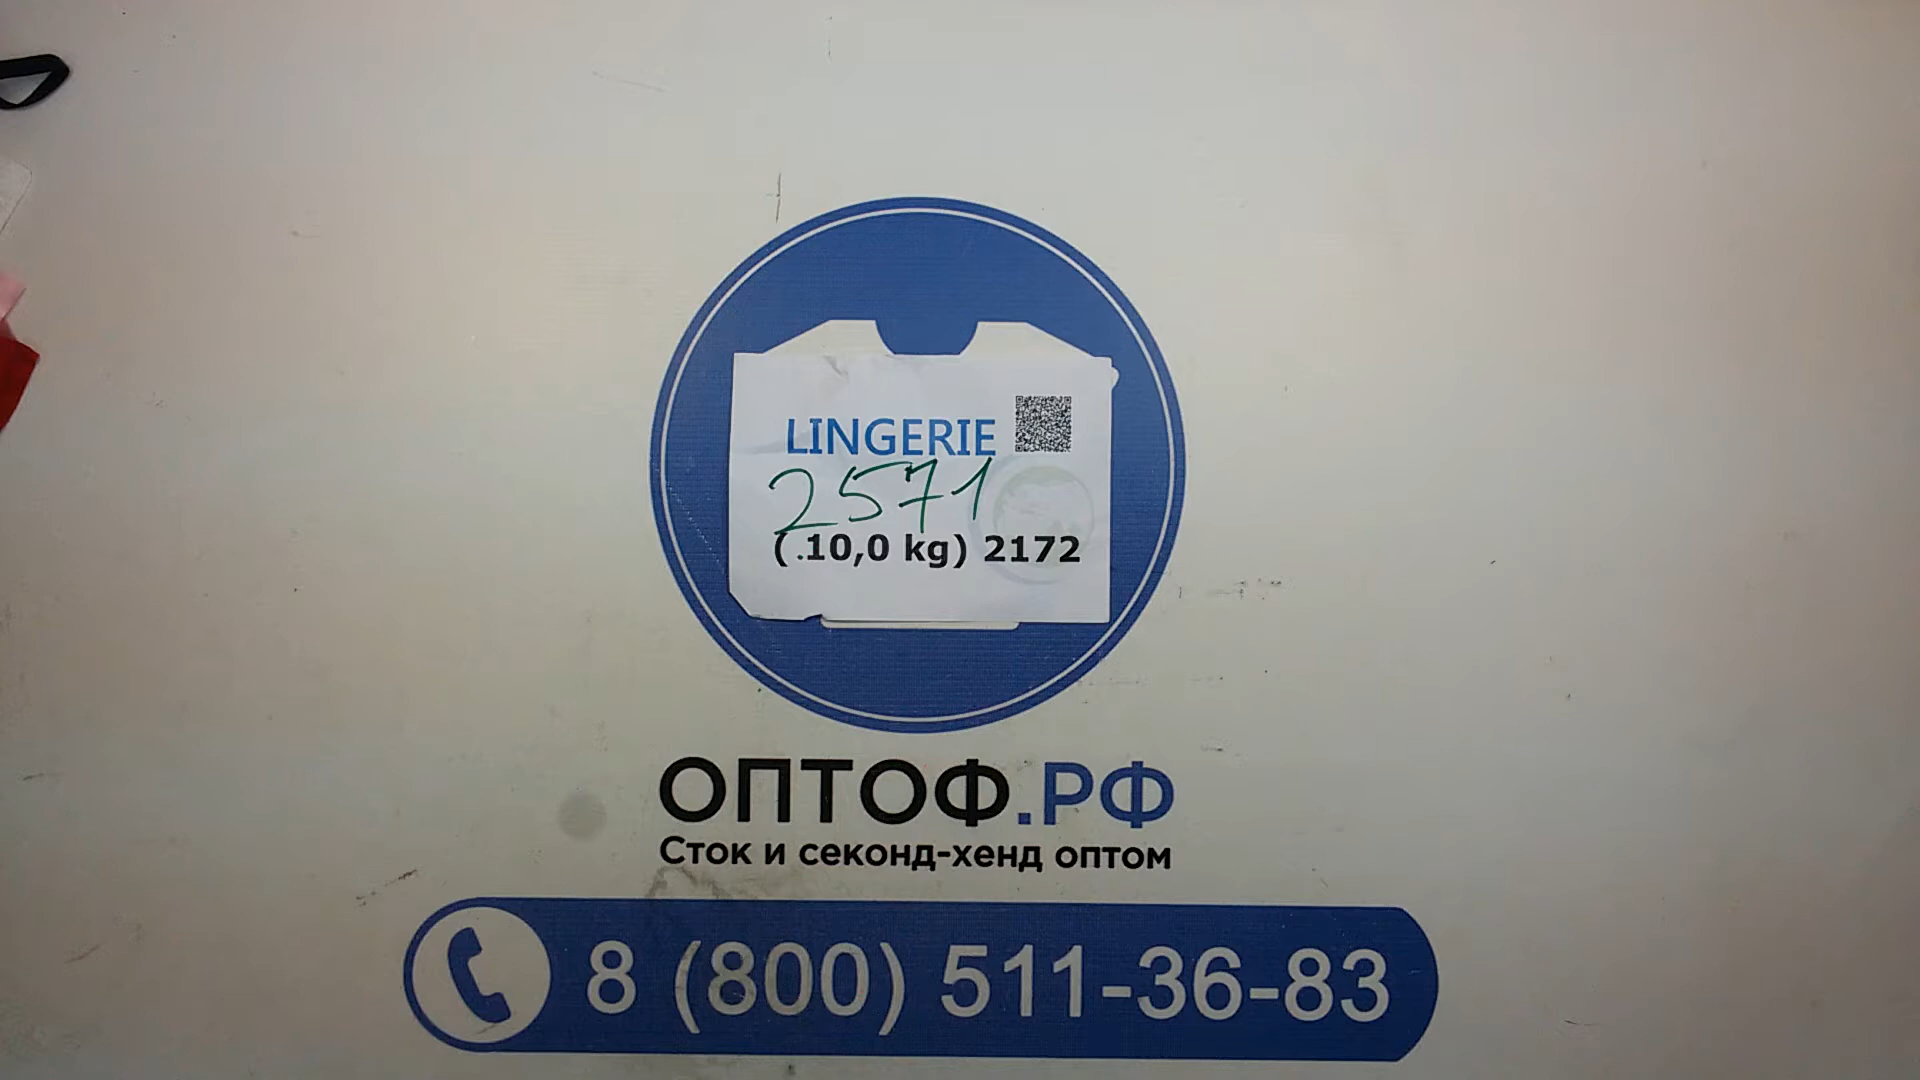 LINGERIE
2571
(.10,0 kg) 2172
ОПТОФ.РФ
Сток и секонд-хенд оптом
8 (800) 511-36-83